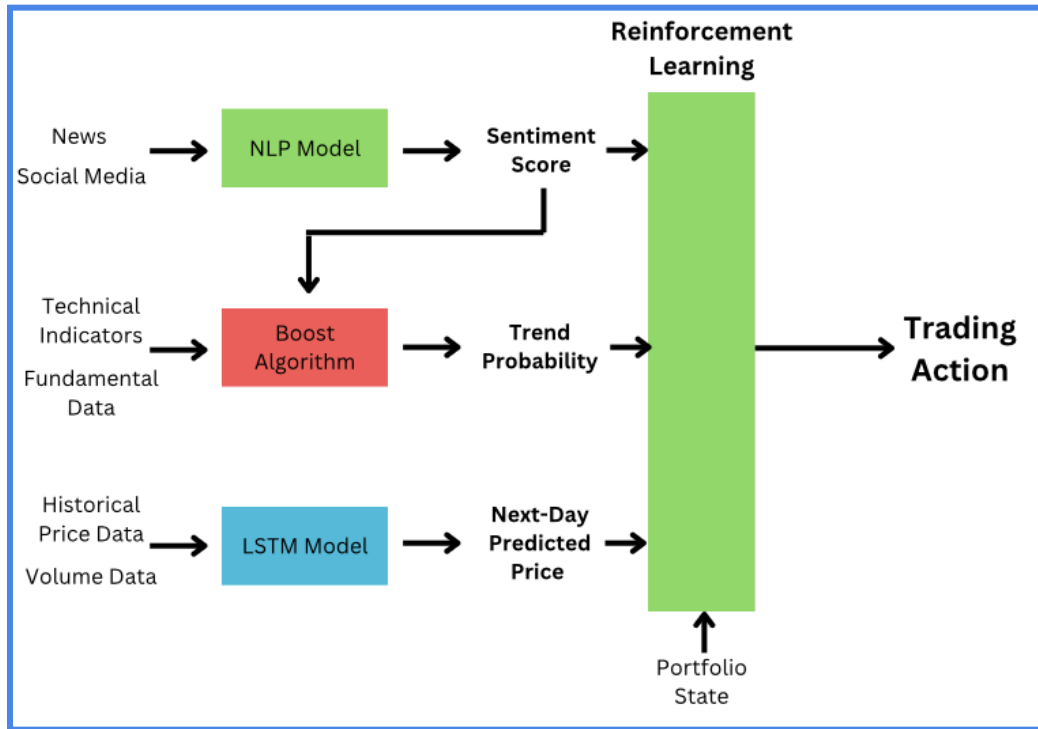 Reinforcement
Learning
News
Social Media
NLP Model
Sentiment
Score
Technical
Indicators
Fundamental
Data
Boost
Algorithm
Trend
Probability
Trading
Action
Historical
Price Data
Volume Data
LSTM Model
Next-Day
Predicted
Price
Portfolio
State